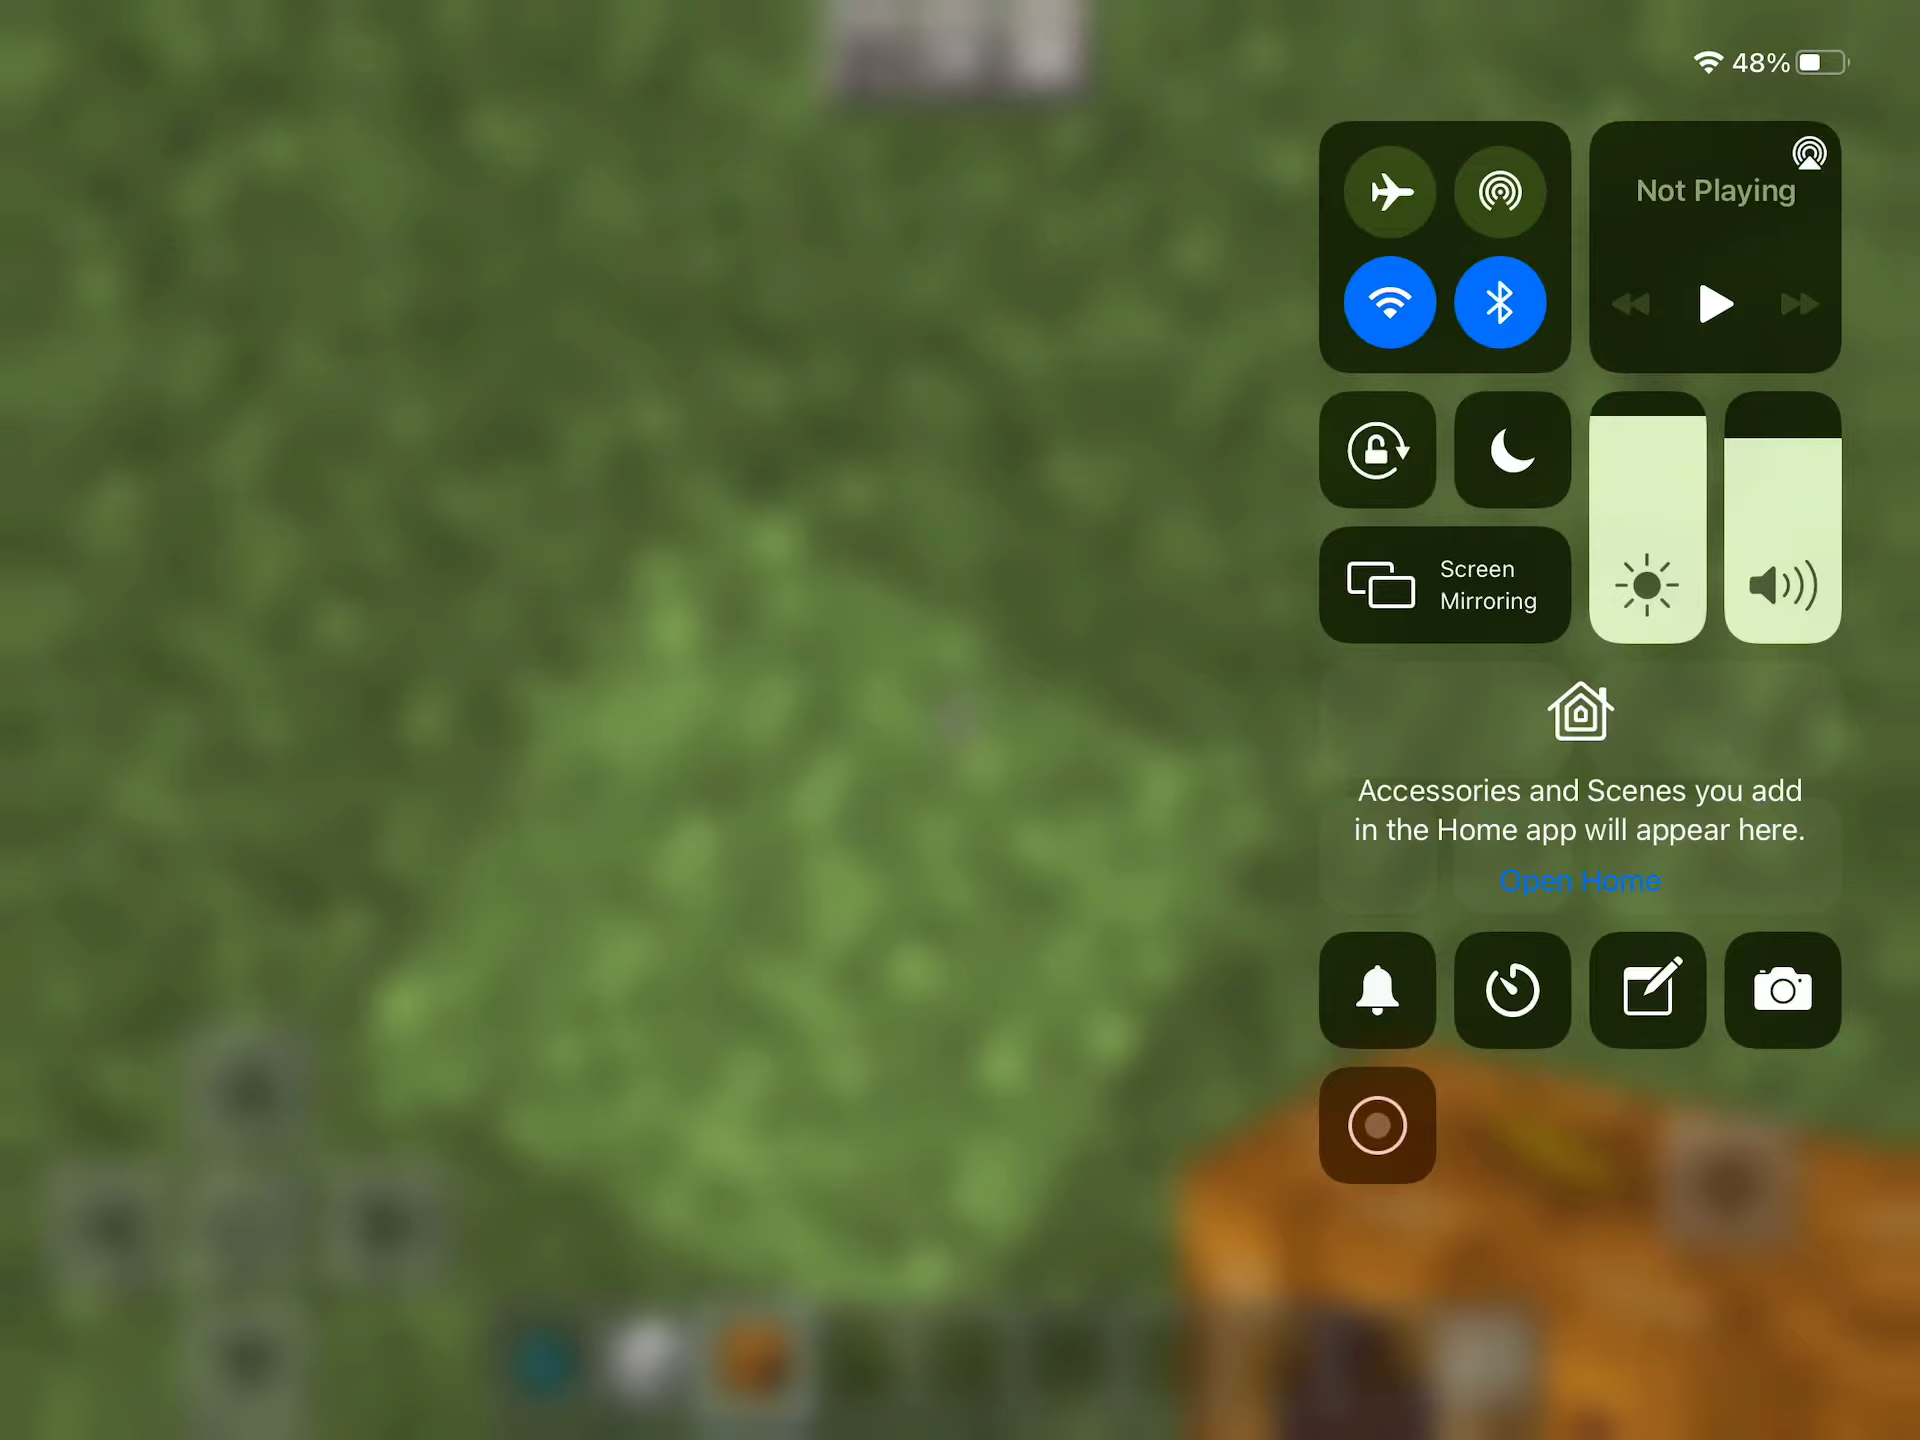 48%
Not Playing
Screen
Mirroring
Accessories and Scenes you add
in the Home app will appear here.
Open Home